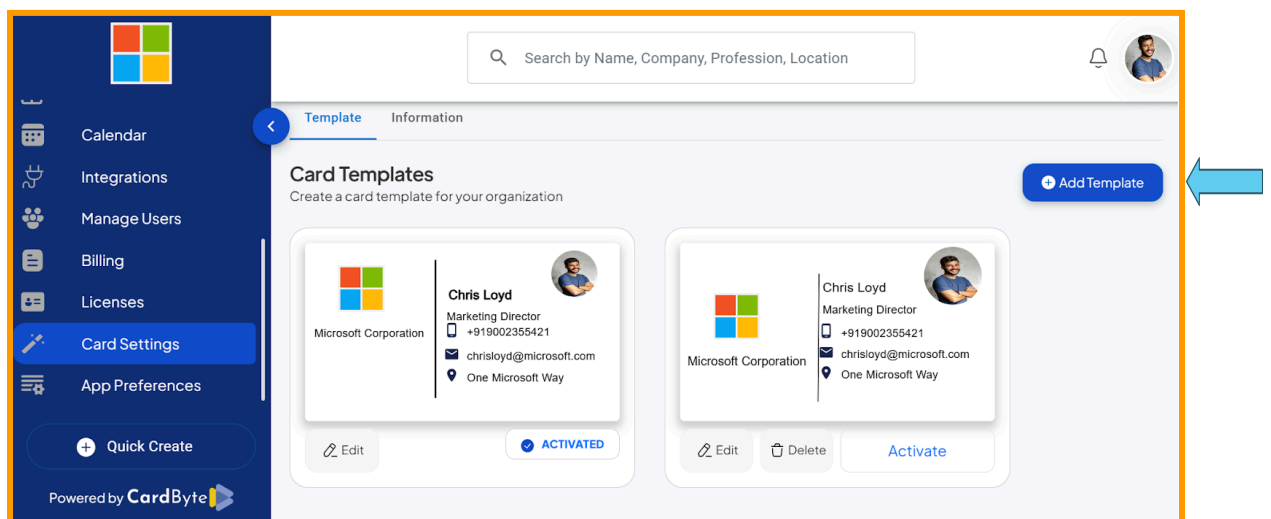 Search by Name, Company, Profession, Location
Calendar
Integrations
Manage Users
Billing
Licenses
Card Settings
App Preferences
Quick Create
Powered by CardByte
Template Information
Card Templates
Create a card template for your organization
Add Template
Microsoft Corporation
Chris Loyd
Marketing Director
+919002355421
chrisloyd@microsoft.com
One Microsoft Way
Edit
ACTIVATED
Microsoft Corporation
Chris Loyd
Marketing Director
+919002355421
chrisloyd@microsoft.com
One Microsoft Way
Edit
Delete
Activate